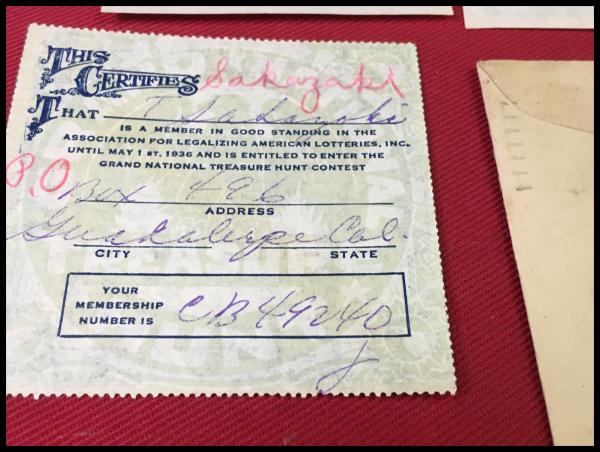 THIS CERTIFIES Sakazaki
THAT T Sakazaki
IS A MEMBER IN GOOD STANDING IN THE
ASSOCIATION FOR LEGALIZING AMERICAN LOTTERIES, INC.
UNTIL MAY 1ST. 1936 AND IS ENTITLED TO ENTER THE
GRAND NATIONAL TREASURE HUNT CONTEST
P.O Box 496
ADDRESS
Guadalupe Cal.
CITY STATE
YOUR
MEMBERSHIP
NUMBER IS
CB49240